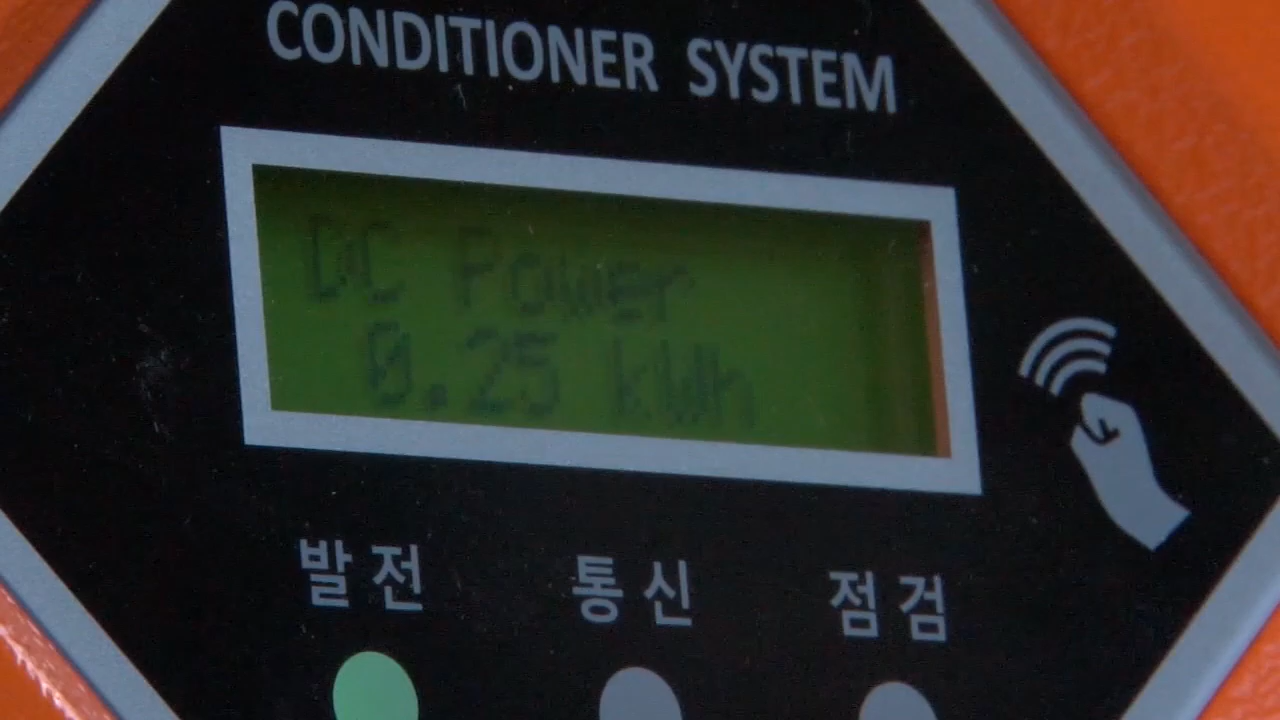 CONDITIONER SYSTEM
DC Power
0.25 kWh
발전 통신 점검